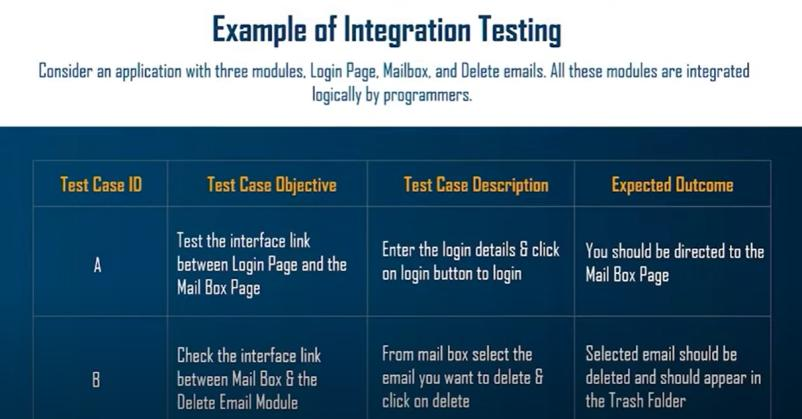 Example of Integration Testing
Consider an application with three modules, Login Page, Mailbox, and Delete emails. All these modules are integrated
logically by programmers.
Test Case ID
Test Case Objective
Test Case Description
Expected Outcome
A
Test the interface link
between Login Page and the
Mail Box Page
Enter the login details & click
on login button to login
You should be directed to the
Mail Box Page
B
Check the interface link
between Mail Box & the
Delete Email Module
From mail box select the
email you want to delete &
click on delete
Selected email should be
deleted and should appear in
the Trash Folder